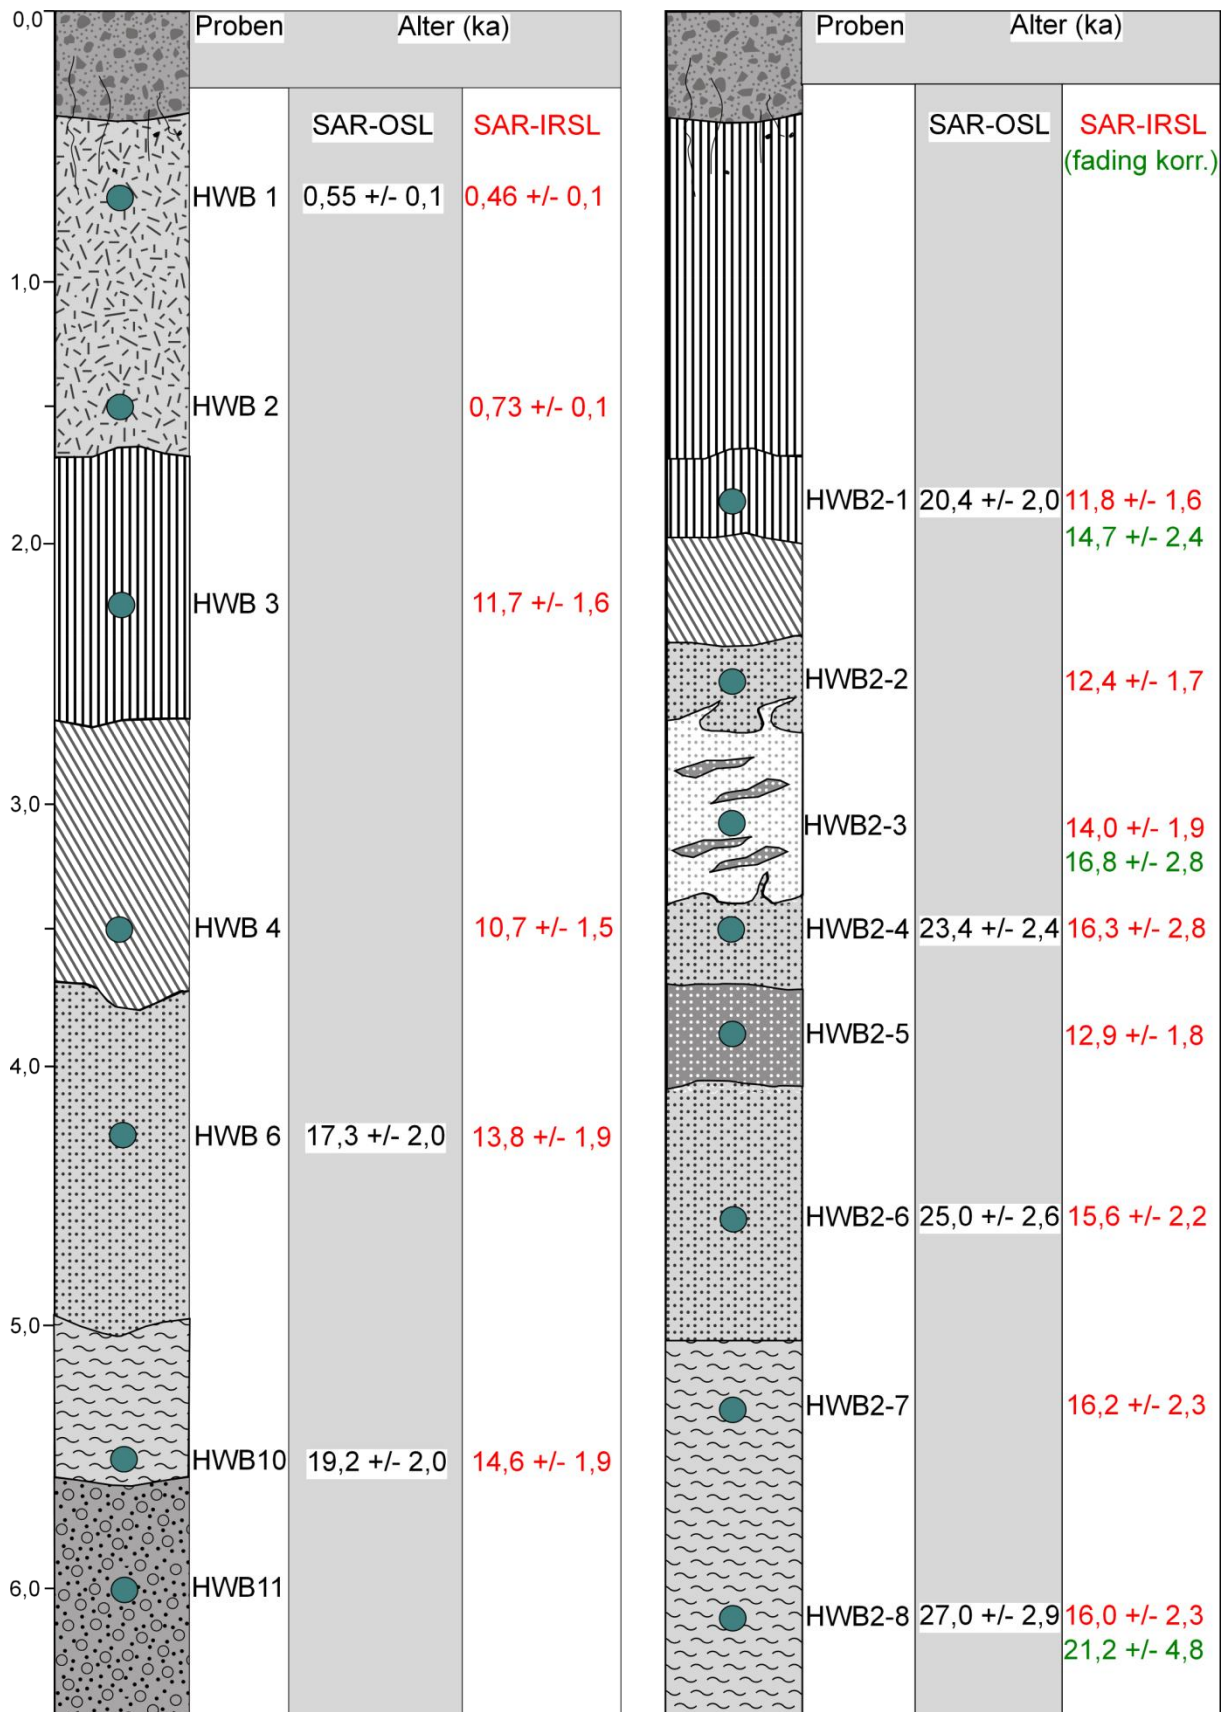 0,0
Proben Alter (ka)
SAR-OSL SAR-IRSL
HWB 1 0,55 +/- 0,1 0,46 +/- 0,1
1,0
HWB 2 0,73 +/- 0,1
2,0
HWB 3 11,7 +/- 1,6
3,0
HWB 4 10,7 +/- 1,5
4,0
HWB 6 17,3 +/- 2,0 13,8 +/- 1,9
5,0
HWB10 19,2 +/- 2,0 14,6 +/- 1,9
6,0
HWB11
Proben Alter (ka)
SAR-OSL SAR-IRSL
(fading korr.)
HWB2-1 20,4 +/- 2,0 11,8 +/- 1,6
14,7 +/- 2,4
HWB2-2 12,4 +/- 1,7
HWB2-3 14,0 +/- 1,9
16,8 +/- 2,8
HWB2-4 23,4 +/- 2,4 16,3 +/- 2,8
HWB2-5 12,9 +/- 1,8
HWB2-6 25,0 +/- 2,6 15,6 +/- 2,2
HWB2-7 16,2 +/- 2,3
HWB2-8 27,0 +/- 2,9 16,0 +/- 2,3
21,2 +/- 4,8